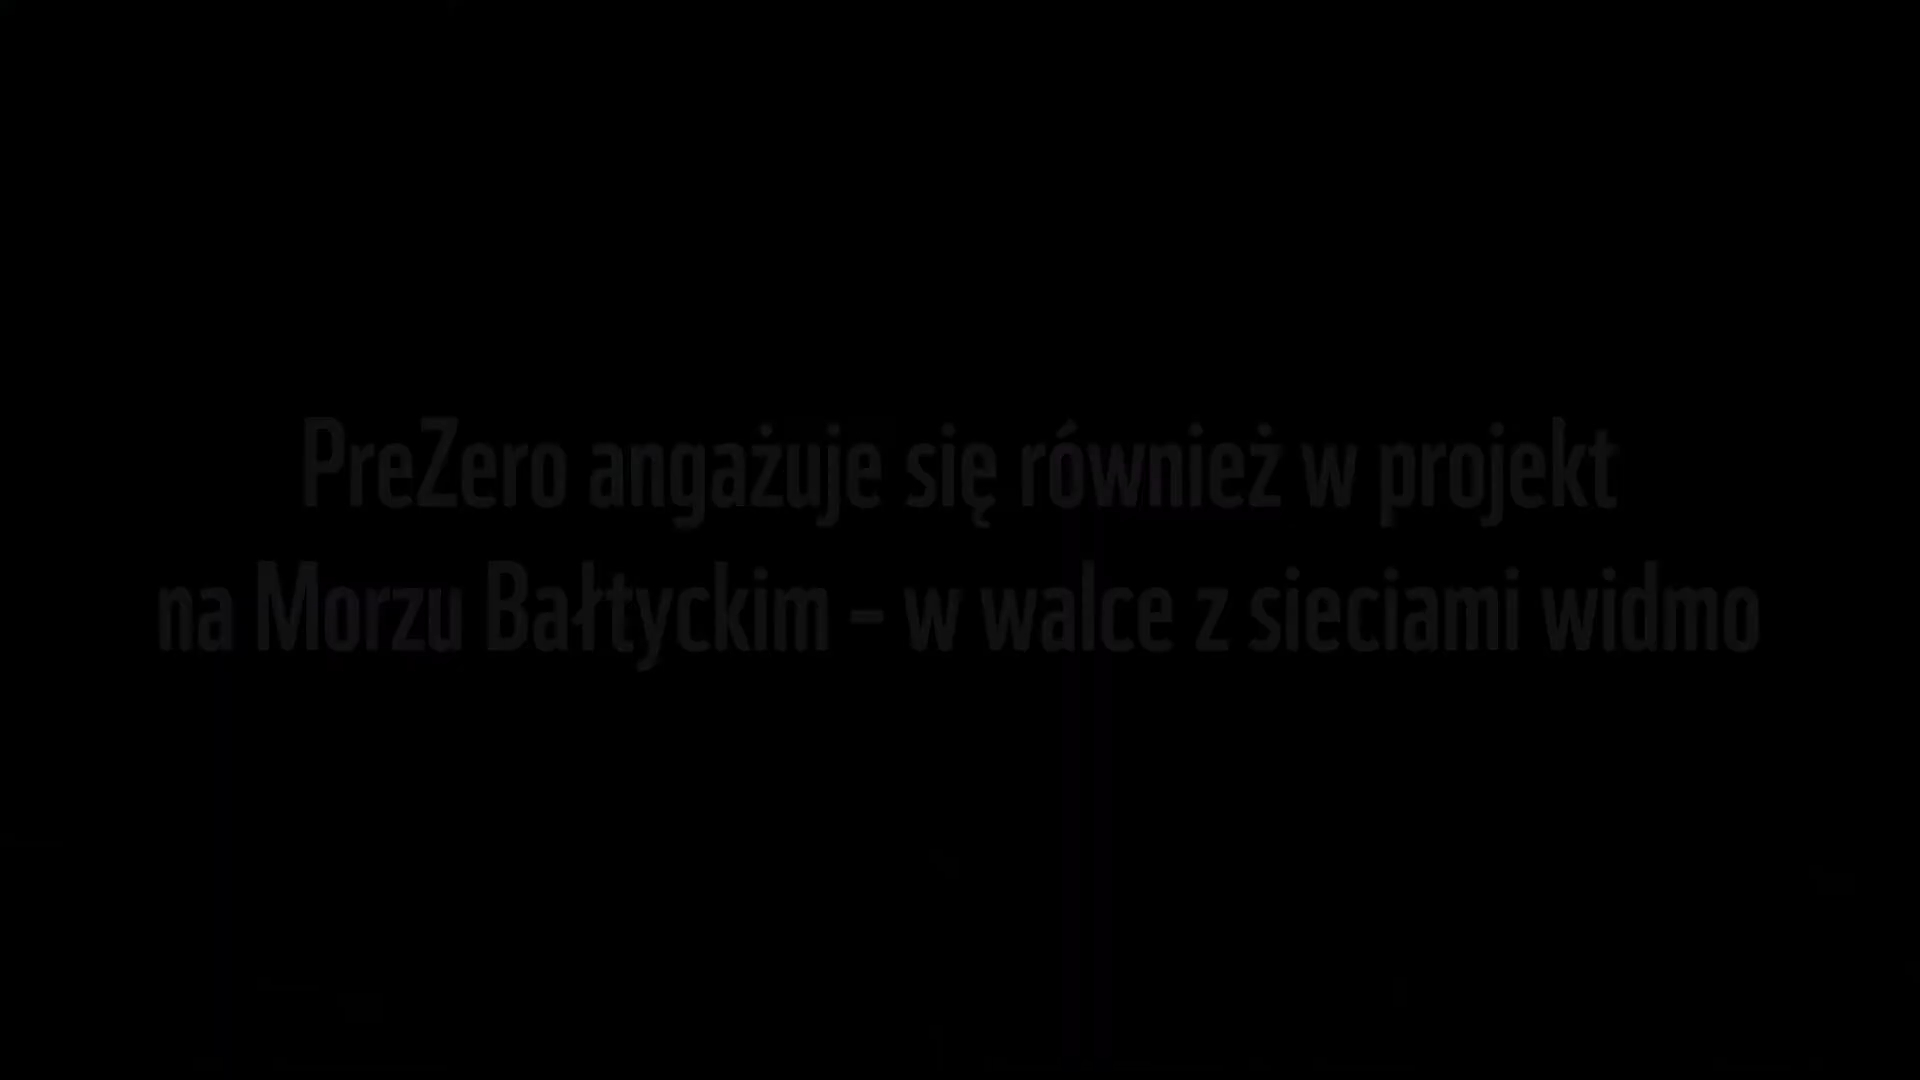 PreZero angażuje się również w projekt
na Morzu Bałtyckim – w walce z sieciami widmo